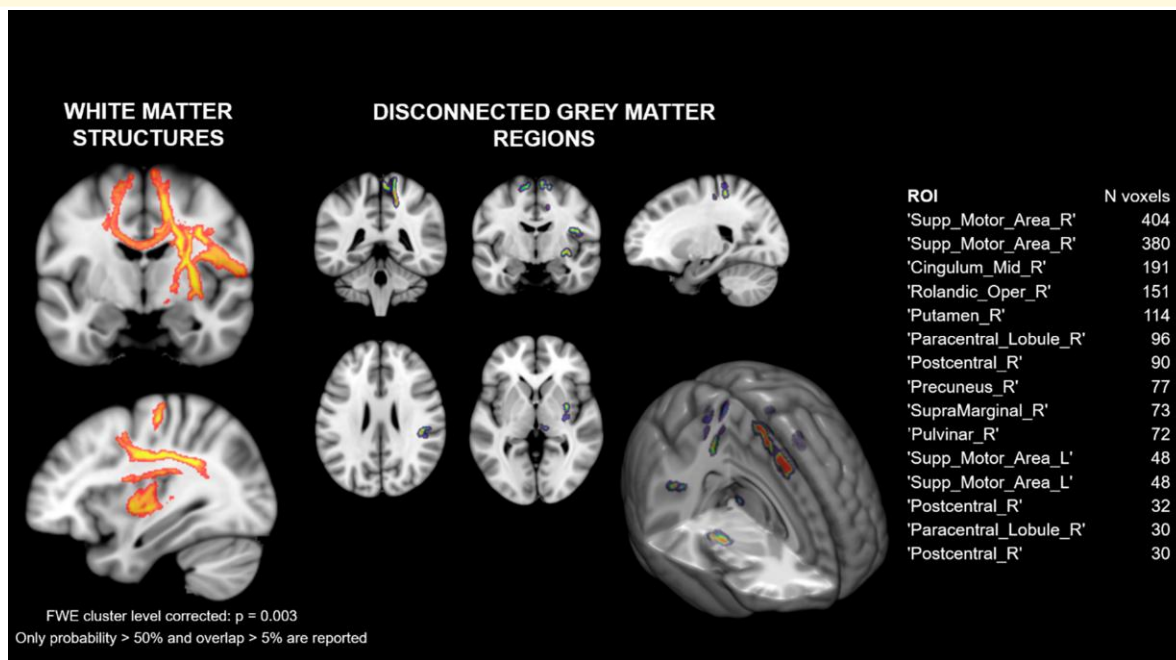 WHITE MATTER
STRUCTURES
DISCONNECTED GREY MATTER
REGIONS
ROI N voxels
'Supp_Motor_Area_R' 404
'Supp_Motor_Area_R' 380
'Cingulum_Mid_R' 191
'Rolandic_Oper_R' 151
'Putamen_R' 114
'Paracentral_Lobule_R' 96
'Postcentral_R' 90
'Precuneus_R' 77
'SupraMarginal_R' 73
'Pulvinar_R' 72
'Supp_Motor_Area_L' 48
'Supp_Motor_Area_L' 48
'Postcentral_R' 32
'Paracentral_Lobule_R' 30
'Postcentral_R' 30
FWE cluster level corrected: p = 0.003
Only probability > 50% and overlap > 5% are reported